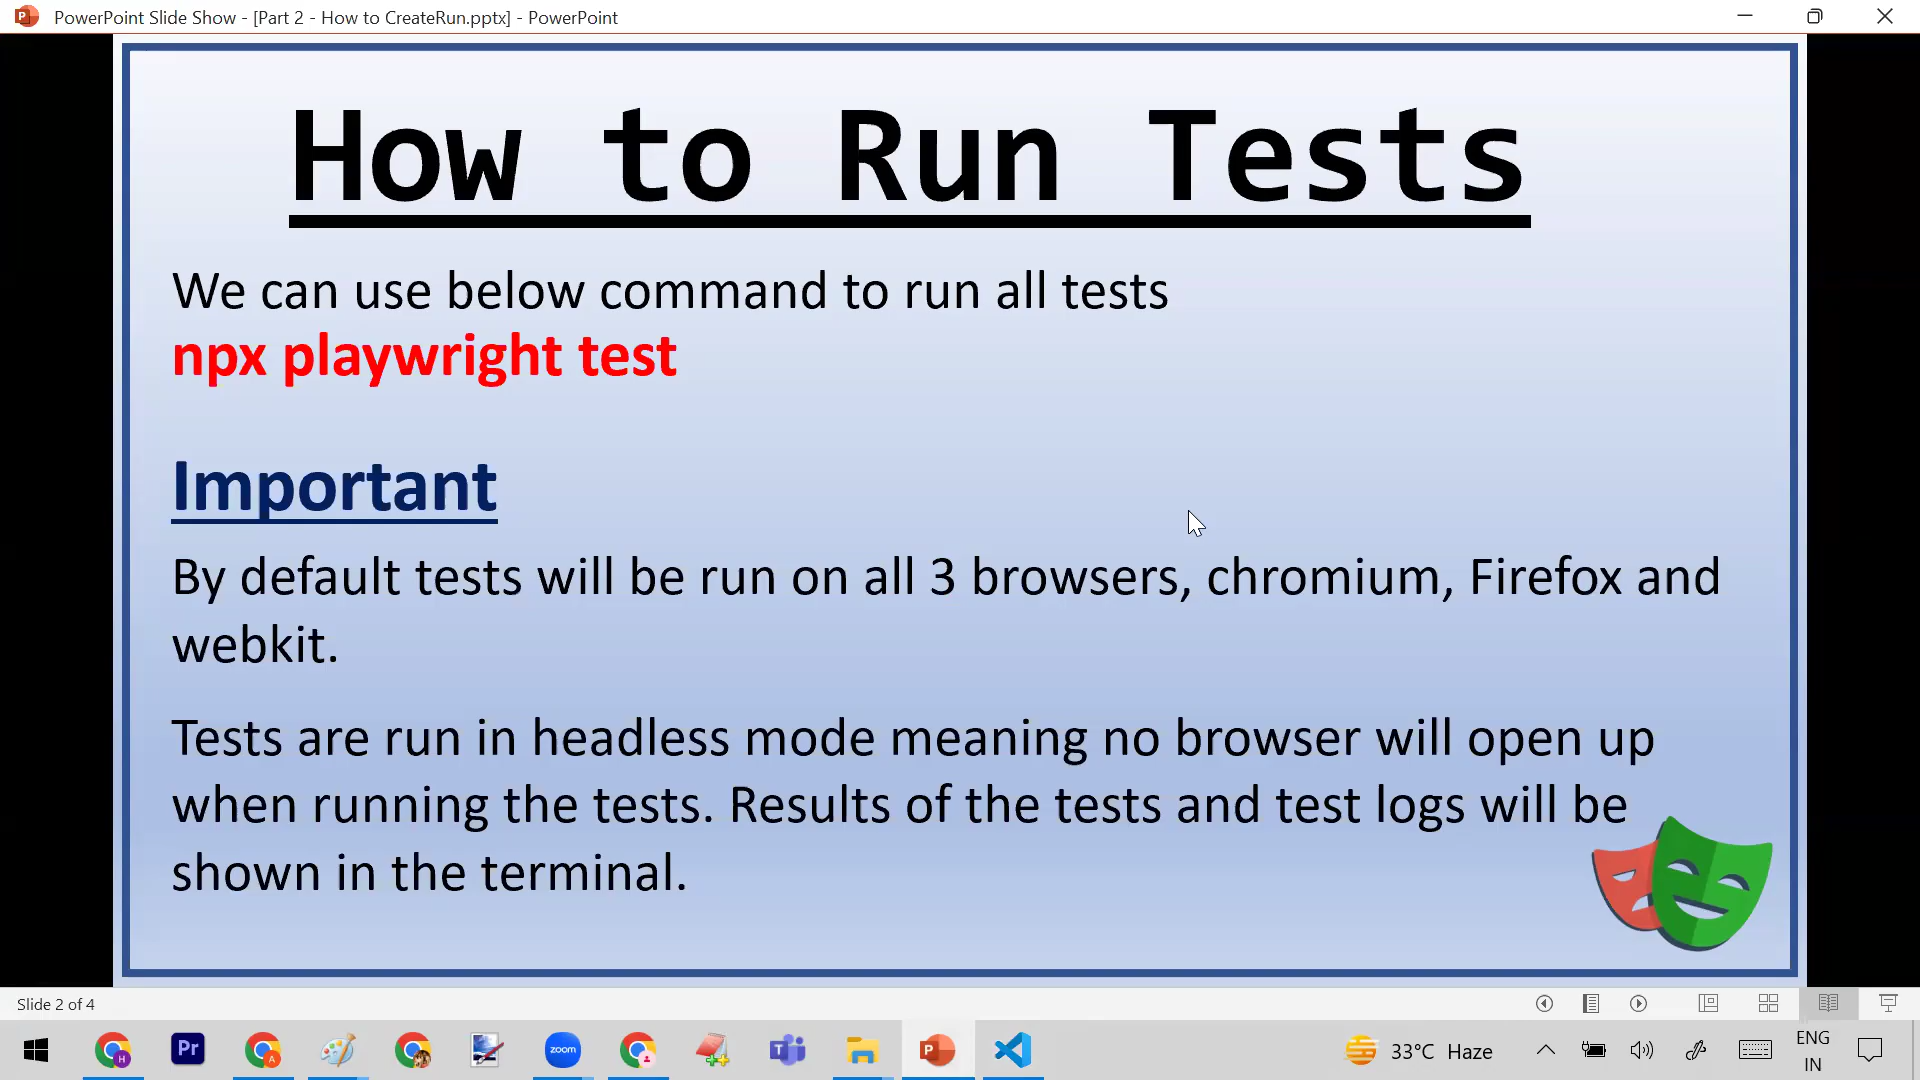 PowerPoint Slide Show - [Part 2 - How to CreateRun.pptx] - PowerPoint
How to Run Tests
We can use below command to run all tests
npx playwright test
Important
By default tests will be run on all 3 browsers, chromium, Firefox and
webkit.
Tests are run in headless mode meaning no browser will open up
when running the tests. Results of the tests and test logs will be
shown in the terminal.
Slide 2 of 4
H
Pr
A
zoom
33°C Haze
ENG
IN